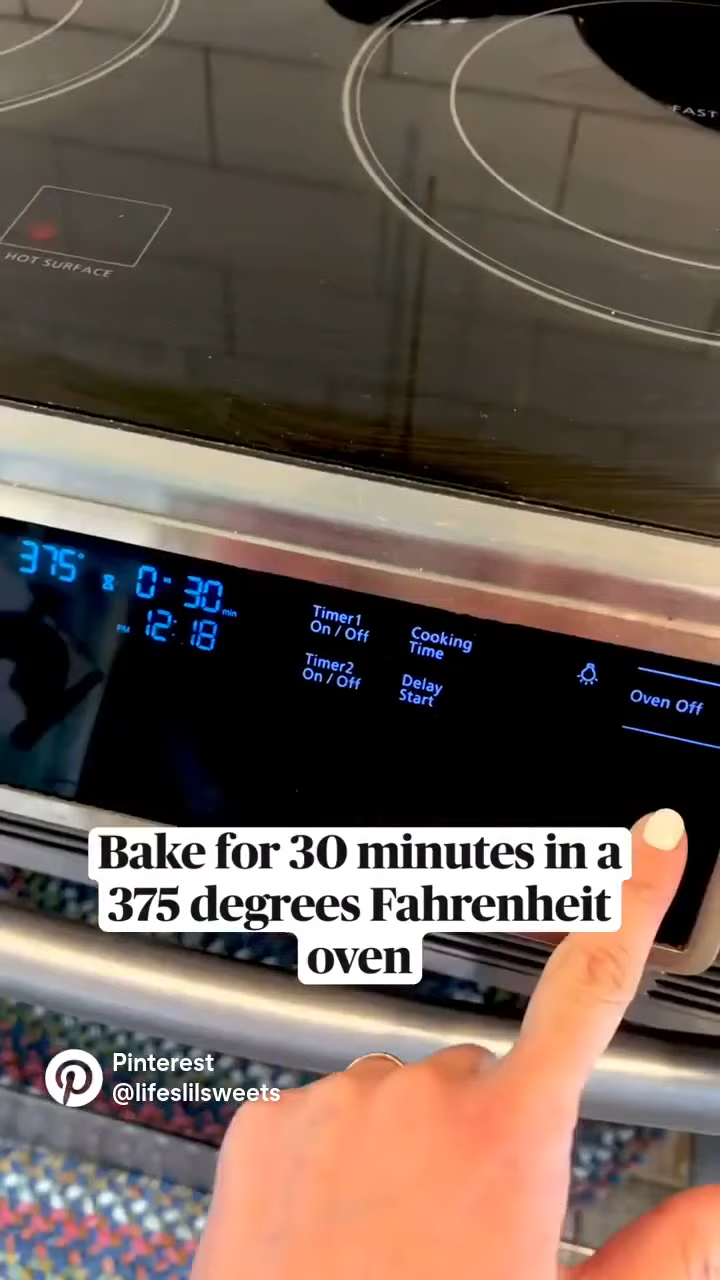 FAST
HOT SURFACE
375° 0-30 min
PM 12:18
Timer1
On / Off
Timer2
On / Off
Cooking
Time
Delay
Start
Oven Off
Bake for 30 minutes in a
375 degrees Fahrenheit
oven
Pinterest
@lifeslilsweets